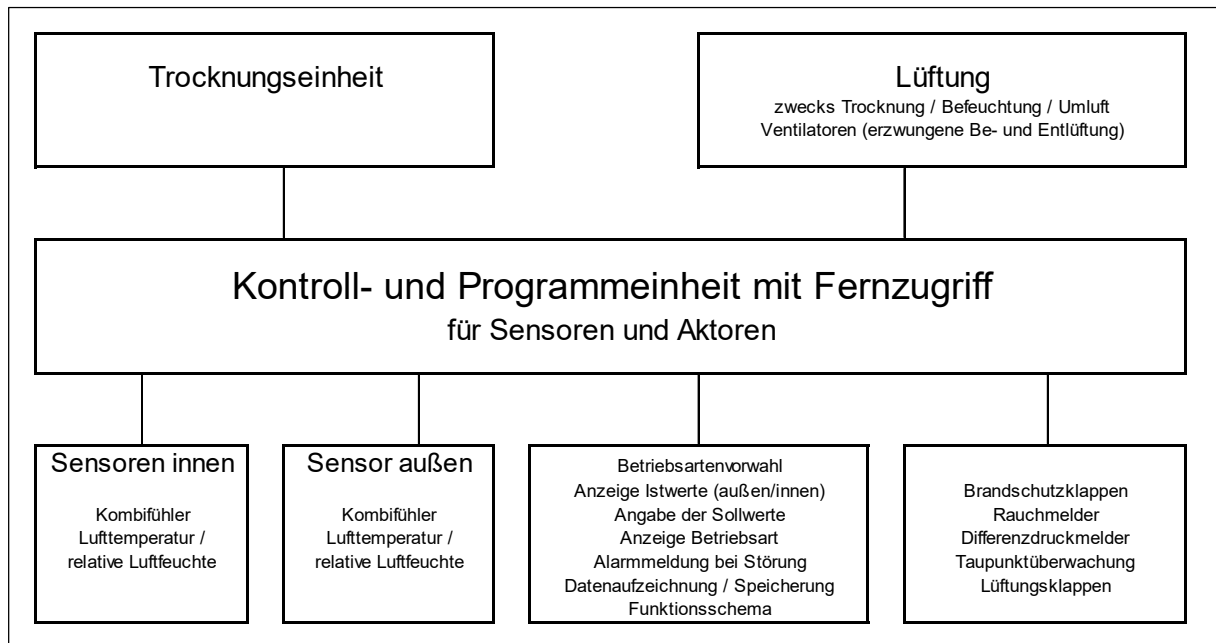 Trocknungseinheit
Lüftung
zwecks Trocknung / Befeuchtung / Umluft
Ventilatoren (erzwungene Be- und Entlüftung)
Kontroll- und Programmeinheit mit Fernzugriff
für Sensoren und Aktoren
Sensoren innen
Kombifühler
Lufttemperatur /
relative Luftfeuchte
Sensor außen
Kombifühler
Lufttemperatur /
relative Luftfeuchte
Betriebsartenvorwahl
Anzeige Istwerte (außen/innen)
Angabe der Sollwerte
Anzeige Betriebsart
Alarmmeldung bei Störung
Datenaufzeichnung / Speicherung
Funktionsschema
Brandschutzklappen
Rauchmelder
Differenzdruckmelder
Taupunktüberwachung
Lüftungsklappen